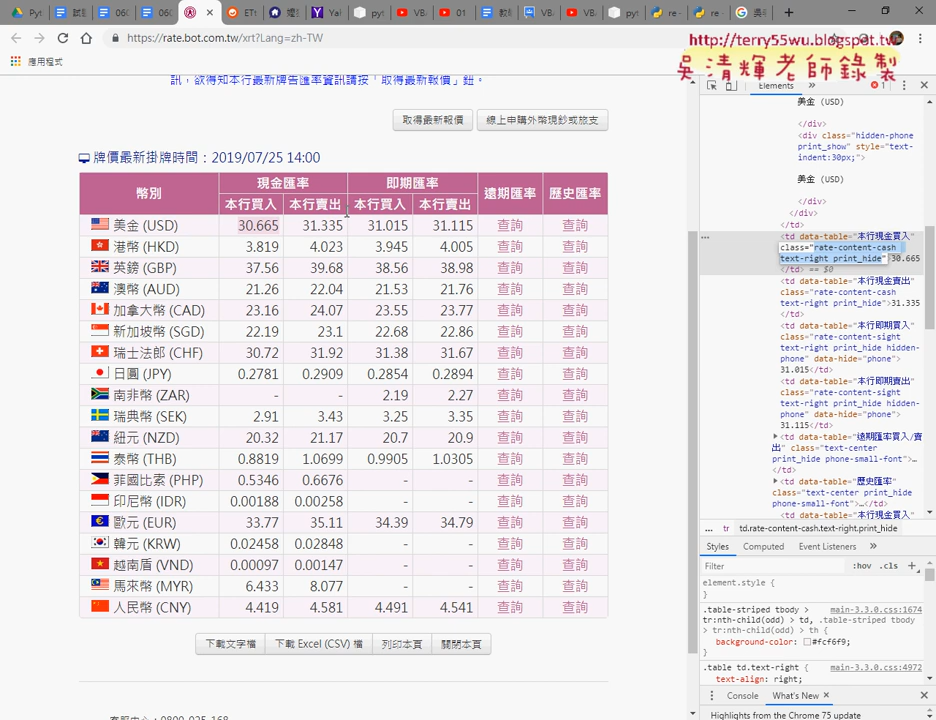 Pyt
試
060
060
ETt
Yal
pyt
VB
01
教
VB
VB
pyt
re -
re -
吳
https://rate.bot.com.tw/xrt?Lang=zh-TW
http://terry55wu.blogspot.tw
吳清輝老師錄製
應用程式
訊，欲得知本行最新牌告匯率資訊請按「取得最新報價」鈕。
取得最新報價 線上申購外幣現鈔或旅支
牌價最新掛牌時間：2019/07/25 14:00
幣別 現金匯率 即期匯率 遠期匯率 歷史匯率
本行買入 本行賣出 本行買入 本行賣出
美金 (USD) 30.665 31.335 31.015 31.115 查詢 查詢
港幣 (HKD) 3.819 4.023 3.945 4.005 查詢 查詢
英鎊 (GBP) 37.56 39.68 38.56 38.98 查詢 查詢
澳幣 (AUD) 21.26 22.04 21.53 21.76 查詢 查詢
加拿大幣 (CAD) 23.16 24.07 23.55 23.77 查詢 查詢
新加坡幣 (SGD) 22.19 23.1 22.68 22.86 查詢 查詢
瑞士法郎 (CHF) 30.72 31.92 31.38 31.67 查詢 查詢
日圓 (JPY) 0.2781 0.2909 0.2854 0.2894 查詢 查詢
南非幣 (ZAR) - - 2.19 2.27 查詢 查詢
瑞典幣 (SEK) 2.91 3.43 3.25 3.35 查詢 查詢
紐元 (NZD) 20.32 21.17 20.7 20.9 查詢 查詢
泰幣 (THB) 0.8819 1.0699 0.9905 1.0305 查詢 查詢
菲國比索 (PHP) 0.5346 0.6676 - - 查詢 查詢
印尼幣 (IDR) 0.00188 0.00258 - - 查詢 查詢
歐元 (EUR) 33.77 35.11 34.39 34.79 查詢 查詢
韓元 (KRW) 0.02458 0.02848 - - 查詢 查詢
越南盾 (VND) 0.00097 0.00147 - - 查詢 查詢
馬來幣 (MYR) 6.433 8.077 - - 查詢 查詢
人民幣 (CNY) 4.419 4.581 4.491 4.541 查詢 查詢
下載文字檔 下載 Excel (CSV) 檔 列印本頁 關閉本頁
Elements » 1
美金 (USD)
</div>
<div class="hidden-phone
print_show" style="text-
indent:30px;">
美金 (USD)
</div>
</div>
</td>
<td data-table="本行現金買入"
class="rate-content-cash
text-right print_hide" 30.665
</td> == $0
<td data-table="本行現金賣出"
class="rate-content-cash
text-right print_hide">31.335
</td>
<td data-table="本行即期買入"
class="rate-content-sight
text-right print_hide hidden-
phone" data-hide="phone">
31.015</td>
<td data-table="本行即期賣出"
class="rate-content-sight
text-right print_hide hidden-
phone" data-hide="phone">
31.115</td>
<td data-table="遠期匯率買入/賣
出" class="text-center
print_hide phone-small-font">…
</td>
<td data-table="歷史匯率"
class="text-center print_hide
phone-small-font">…</td>
<td data-table="本行現金買入"
... tr td.rate-content-cash.text-right.print_hide
Styles Computed Event Listeners »
Filter :hov .cls +
element.style {
}
.table-striped tbody > main-3.3.0.css:1674
tr:nth-child(odd) > td, .table-striped tbody
> tr:nth-child(odd) > th {
background-color: #fcf6f9;
}
.table td.text-right { main-3.3.0.css:4972
text-align: right;
Console What's New ×
Highlights from the Chrome 75 update